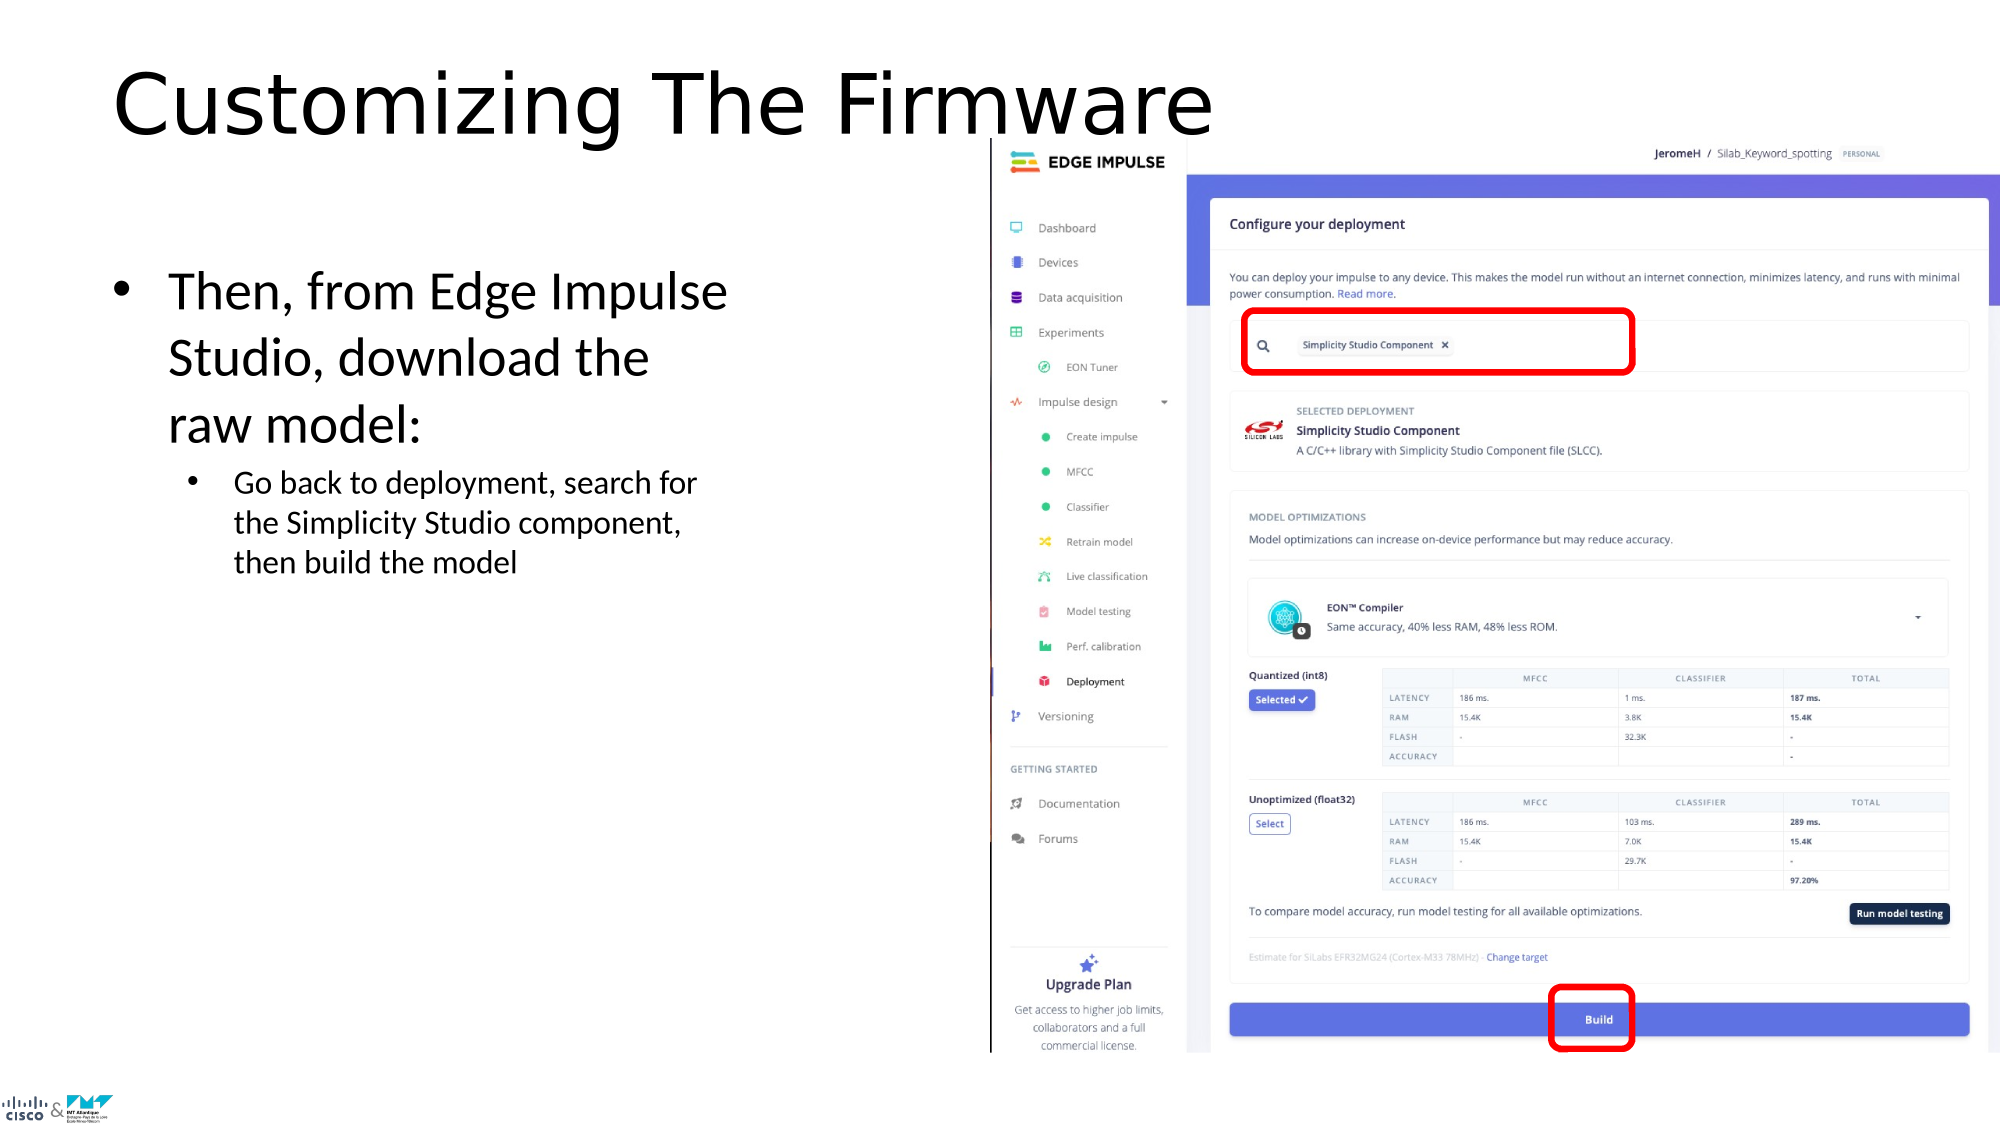 Customizing The Firmware
• Then, from Edge Impulse
Studio, download the
raw model:
• Go back to deployment, search for
the Simplicity Studio component,
then build the model
EDGE IMPULSE
Dashboard
Devices
Data acquisition
Experiments
EON Tuner
Impulse design
Create impulse
MFCC
Classifier
Retrain model
Live classification
Model testing
Perf. calibration
Deployment
Versioning
GETTING STARTED
Documentation
Forums
Upgrade Plan
Get access to higher job limits,
collaborators and a full
commercial license.
JeromeH / Silab_Keyword_spotting PERSONAL
Configure your deployment
You can deploy your impulse to any device. This makes the model run without an internet connection, minimizes latency, and runs with minimal
power consumption. Read more.
Simplicity Studio Component ×
SILICON LABS
SELECTED DEPLOYMENT
Simplicity Studio Component
A C/C++ library with Simplicity Studio Component file (SLCC).
MODEL OPTIMIZATIONS
Model optimizations can increase on-device performance but may reduce accuracy.
EON™ Compiler
Same accuracy, 40% less RAM, 48% less ROM.
Quantized (int8)
Selected ✓
MFCC CLASSIFIER TOTAL
LATENCY 186 ms. 1 ms. 187 ms.
RAM 15.4K 3.8K 15.4K
FLASH - 32.3K -
ACCURACY -
Unoptimized (float32)
Select
MFCC CLASSIFIER TOTAL
LATENCY 186 ms. 103 ms. 289 ms.
RAM 15.4K 7.0K 15.4K
FLASH - 29.7K -
ACCURACY 97.20%
To compare model accuracy, run model testing for all available optimizations.
Run model testing
Estimate for SiLabs EFR32MG24 (Cortex-M33 78MHz) - Change target
Build
CISCO & IMT Atlantique